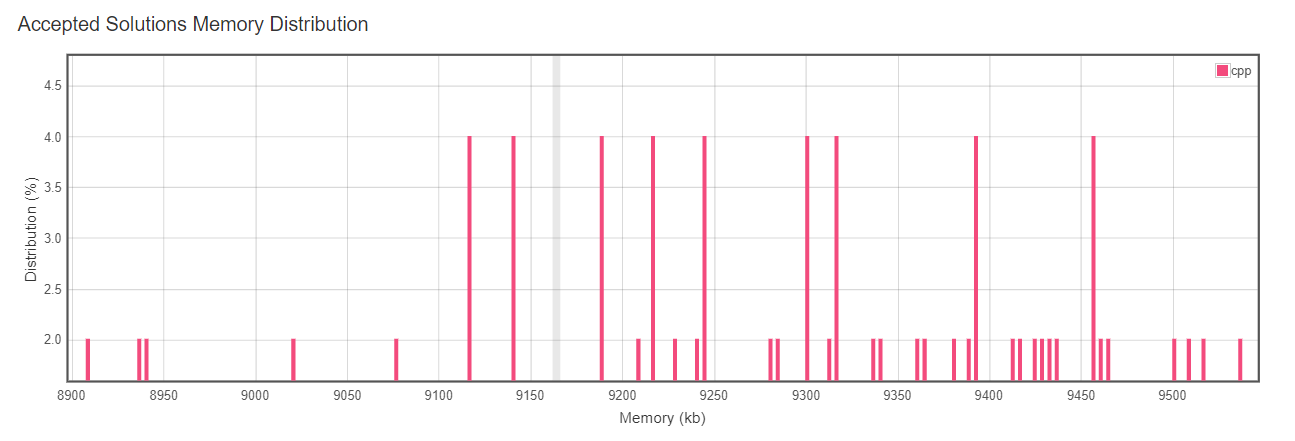 Accepted Solutions Memory Distribution
cpp
4.5
4.0
3.5
3.0
2.5
2.0
Distribution (%)
8900 8950 9000 9050 9100 9150 9200 9250 9300 9350 9400 9450 9500
Memory (kb)